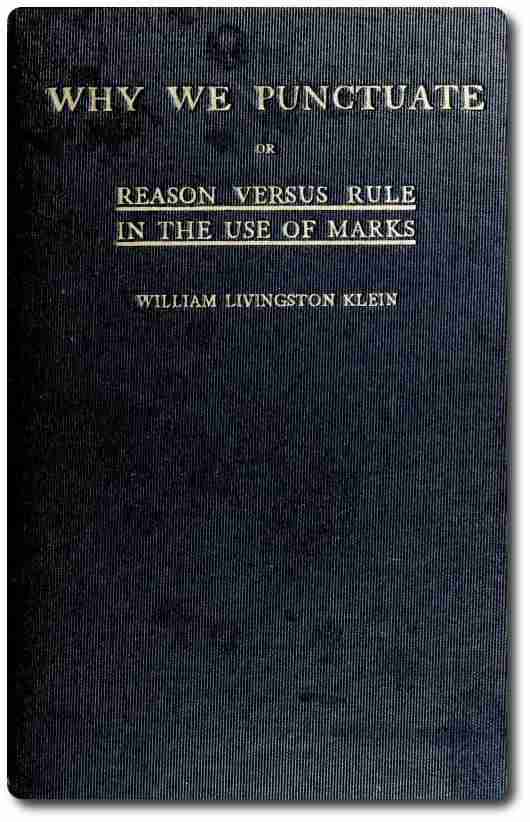 WHY WE PUNCTUATE
OR
REASON VERSUS RULE
IN THE USE OF MARKS
WILLIAM LIVINGSTON KLEIN